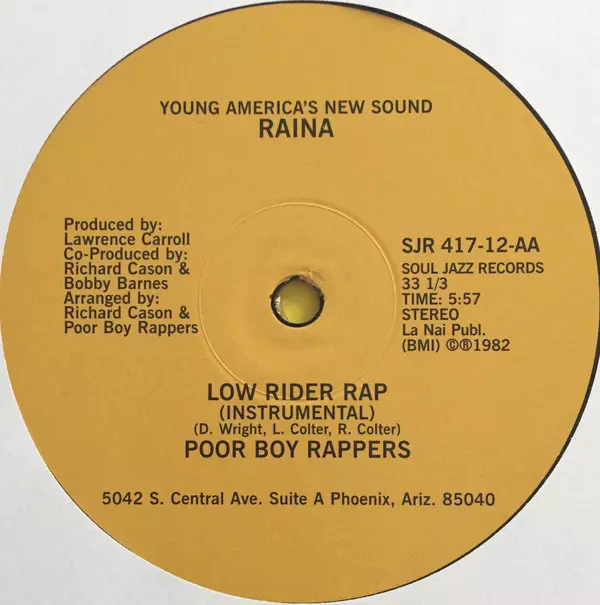 YOUNG AMERICA'S NEW SOUND
RAINA
Produced by:
Lawrence Carroll
Co-Produced by:
Richard Cason &
Bobby Barnes
Arranged by:
Richard Cason &
Poor Boy Rappers
SJR 417-12-AA
SOUL JAZZ RECORDS
33 1/3
TIME: 5:57
STEREO
La Nai Publ.
(BMI) ©®1982
LOW RIDER RAP
(INSTRUMENTAL)
(D. Wright, L. Colter, R. Colter)
POOR BOY RAPPERS
5042 S. Central Ave. Suite A Phoenix, Ariz. 85040